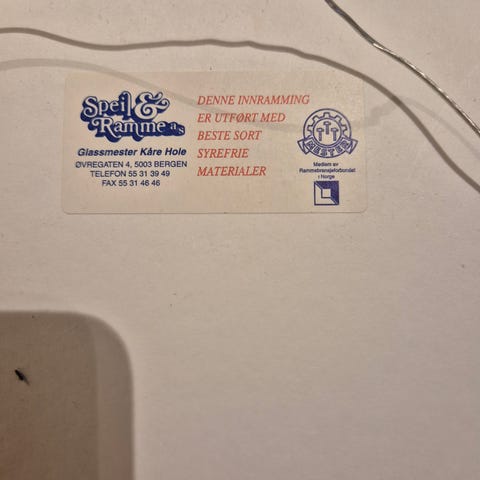 Speil &
Ramme a.s
Glassmester Kåre Hole
ØVREGATEN 4, 5003 BERGEN
TELEFON 55 31 39 49
FAX 55 31 46 46
DENNE INNRAMMING
ER UTFØRT MED
BESTE SORT
SYREFRIE
MATERIALER
MESTER
Medlem av
Rammebransjeforbundet
i Norge